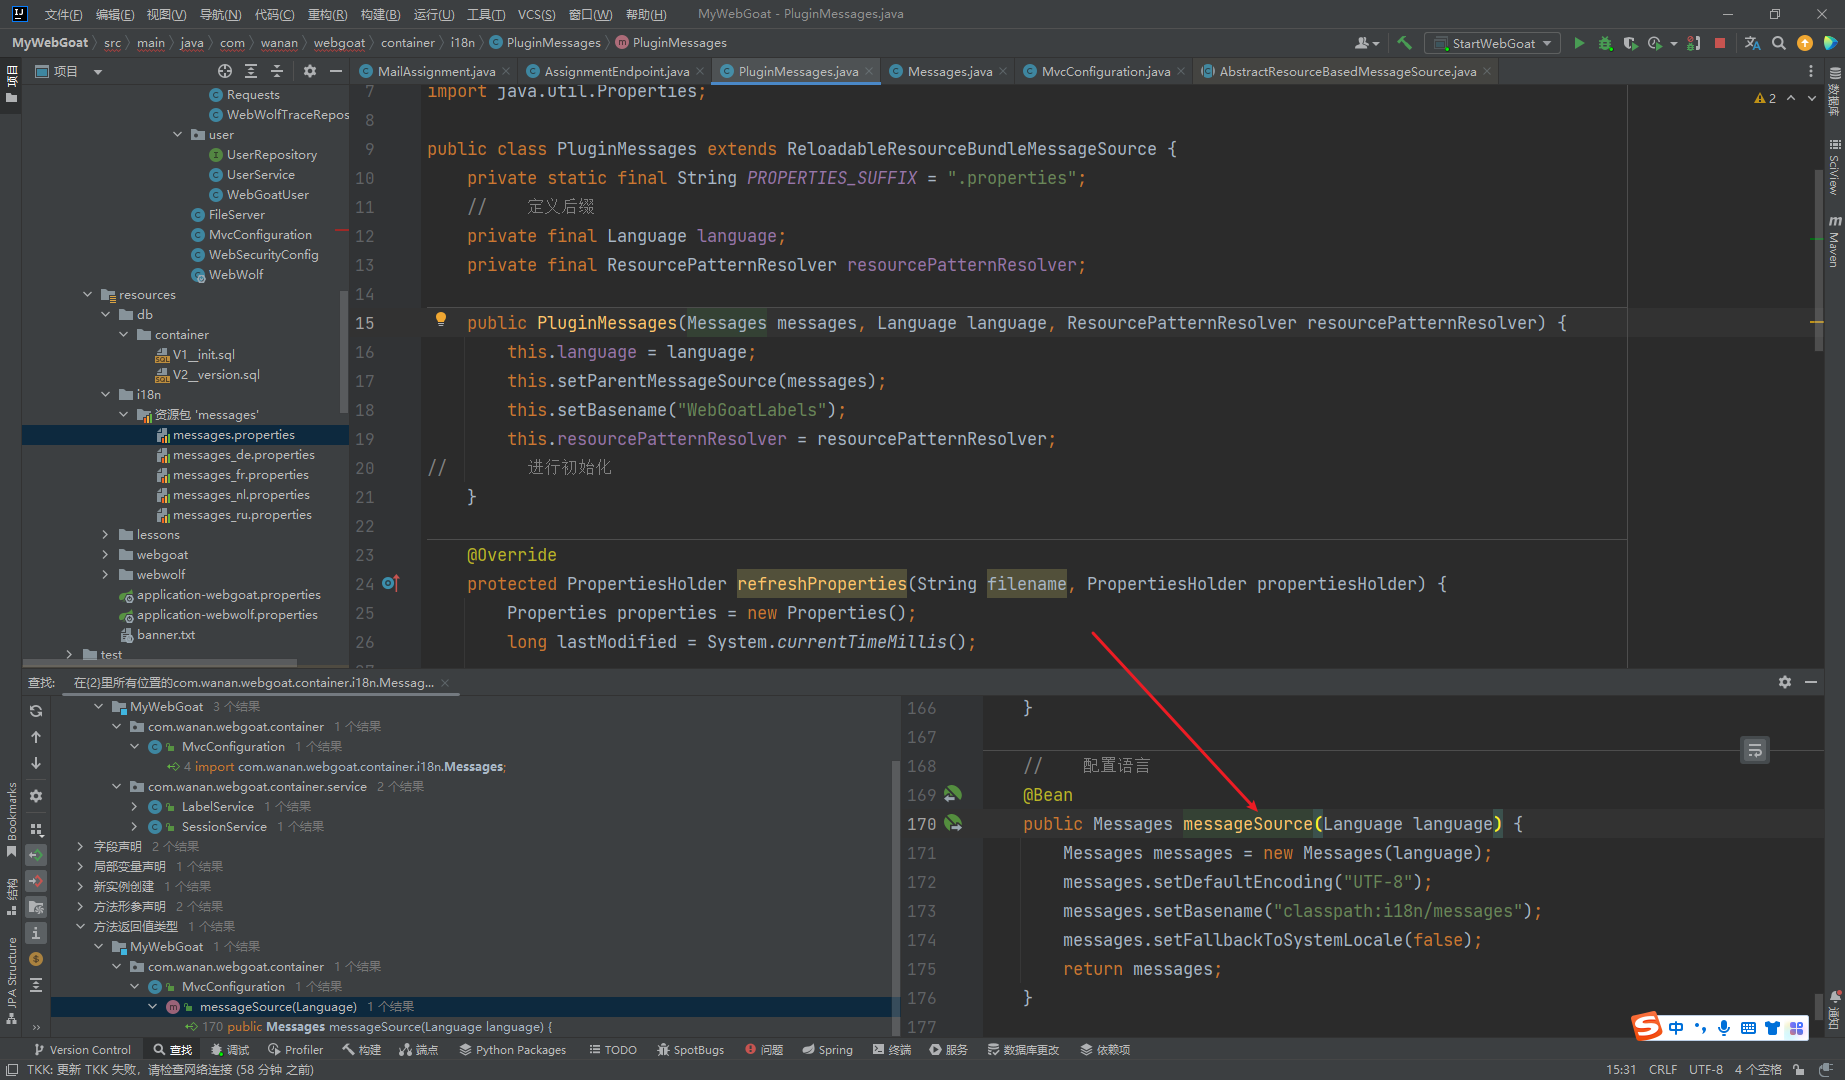 文件(F) 编辑(E) 视图(V) 导航(N) 代码(C) 重构(R) 构建(B) 运行(U) 工具(T) VCS(S) 窗口(W) 帮助(H) MyWebGoat - PluginMessages.java
MyWebGoat src main java com wanan webgoat container i18n PluginMessages PluginMessages StartWebGoat
项目
MailAssignment.java AssignmentEndpoint.java PluginMessages.java Messages.java MvcConfiguration.java AbstractResourceBasedMessageSource.java
Requests
WebWolfTraceRepos
user
UserRepository
UserService
WebGoatUser
FileServer
MvcConfiguration
WebSecurityConfig
WebWolf
resources
db
container
V1__init.sql
V2__version.sql
i18n
资源包 'messages'
messages.properties
messages_de.properties
messages_fr.properties
messages_nl.properties
messages_ru.properties
lessons
webgoat
webwolf
application-webgoat.properties
application-webwolf.properties
banner.txt
test
2
7 import java.util.Properties;
8
9 public class PluginMessages extends ReloadableResourceBundleMessageSource {
10 private static final String PROPERTIES_SUFFIX = ".properties";
11 // 定义后缀
12 private final Language language;
13 private final ResourcePatternResolver resourcePatternResolver;
14
15 public PluginMessages(Messages messages, Language language, ResourcePatternResolver resourcePatternResolver) {
16 this.language = language;
17 this.setParentMessageSource(messages);
18 this.setBasename("WebGoatLabels");
19 this.resourcePatternResolver = resourcePatternResolver;
20 // 进行初始化
21 }
22
23 @Override
24 protected PropertiesHolder refreshProperties(String filename, PropertiesHolder propertiesHolder) {
25 Properties properties = new Properties();
26 long lastModified = System.currentTimeMillis();
查找: 在{2}里所有位置的com.wanan.webgoat.container.i18n.Messag...
MyWebGoat 3 个结果
com.wanan.webgoat.container 1 个结果
MvcConfiguration 1 个结果
4 import com.wanan.webgoat.container.i18n.Messages;
com.wanan.webgoat.container.service 2 个结果
LabelService 1 个结果
SessionService 1 个结果
字段声明 2 个结果
局部变量声明 1 个结果
新实例创建 1 个结果
方法形参声明 2 个结果
方法返回值类型 1 个结果
MyWebGoat 1 个结果
com.wanan.webgoat.container 1 个结果
MvcConfiguration 1 个结果
messageSource(Language) 1 个结果
170 public Messages messageSource(Language language) {
166 }
167
168 // 配置语言
169 @Bean
170 public Messages messageSource(Language language) {
171 Messages messages = new Messages(language);
172 messages.setDefaultEncoding("UTF-8");
173 messages.setBasename("classpath:i18n/messages");
174 messages.setFallbackToSystemLocale(false);
175 return messages;
176 }
177
项目
Bookmarks
结构
JPA Structure
数据库
SciView
Maven
通知
中
Version Control 查找 调试 Profiler 构建 端点 Python Packages TODO SpotBugs 问题 Spring 终端 服务 数据库更改 依赖项
TKK: 更新 TKK 失败，请检查网络连接 (58 分钟 之前) 15:31 CRLF UTF-8 4 个空格